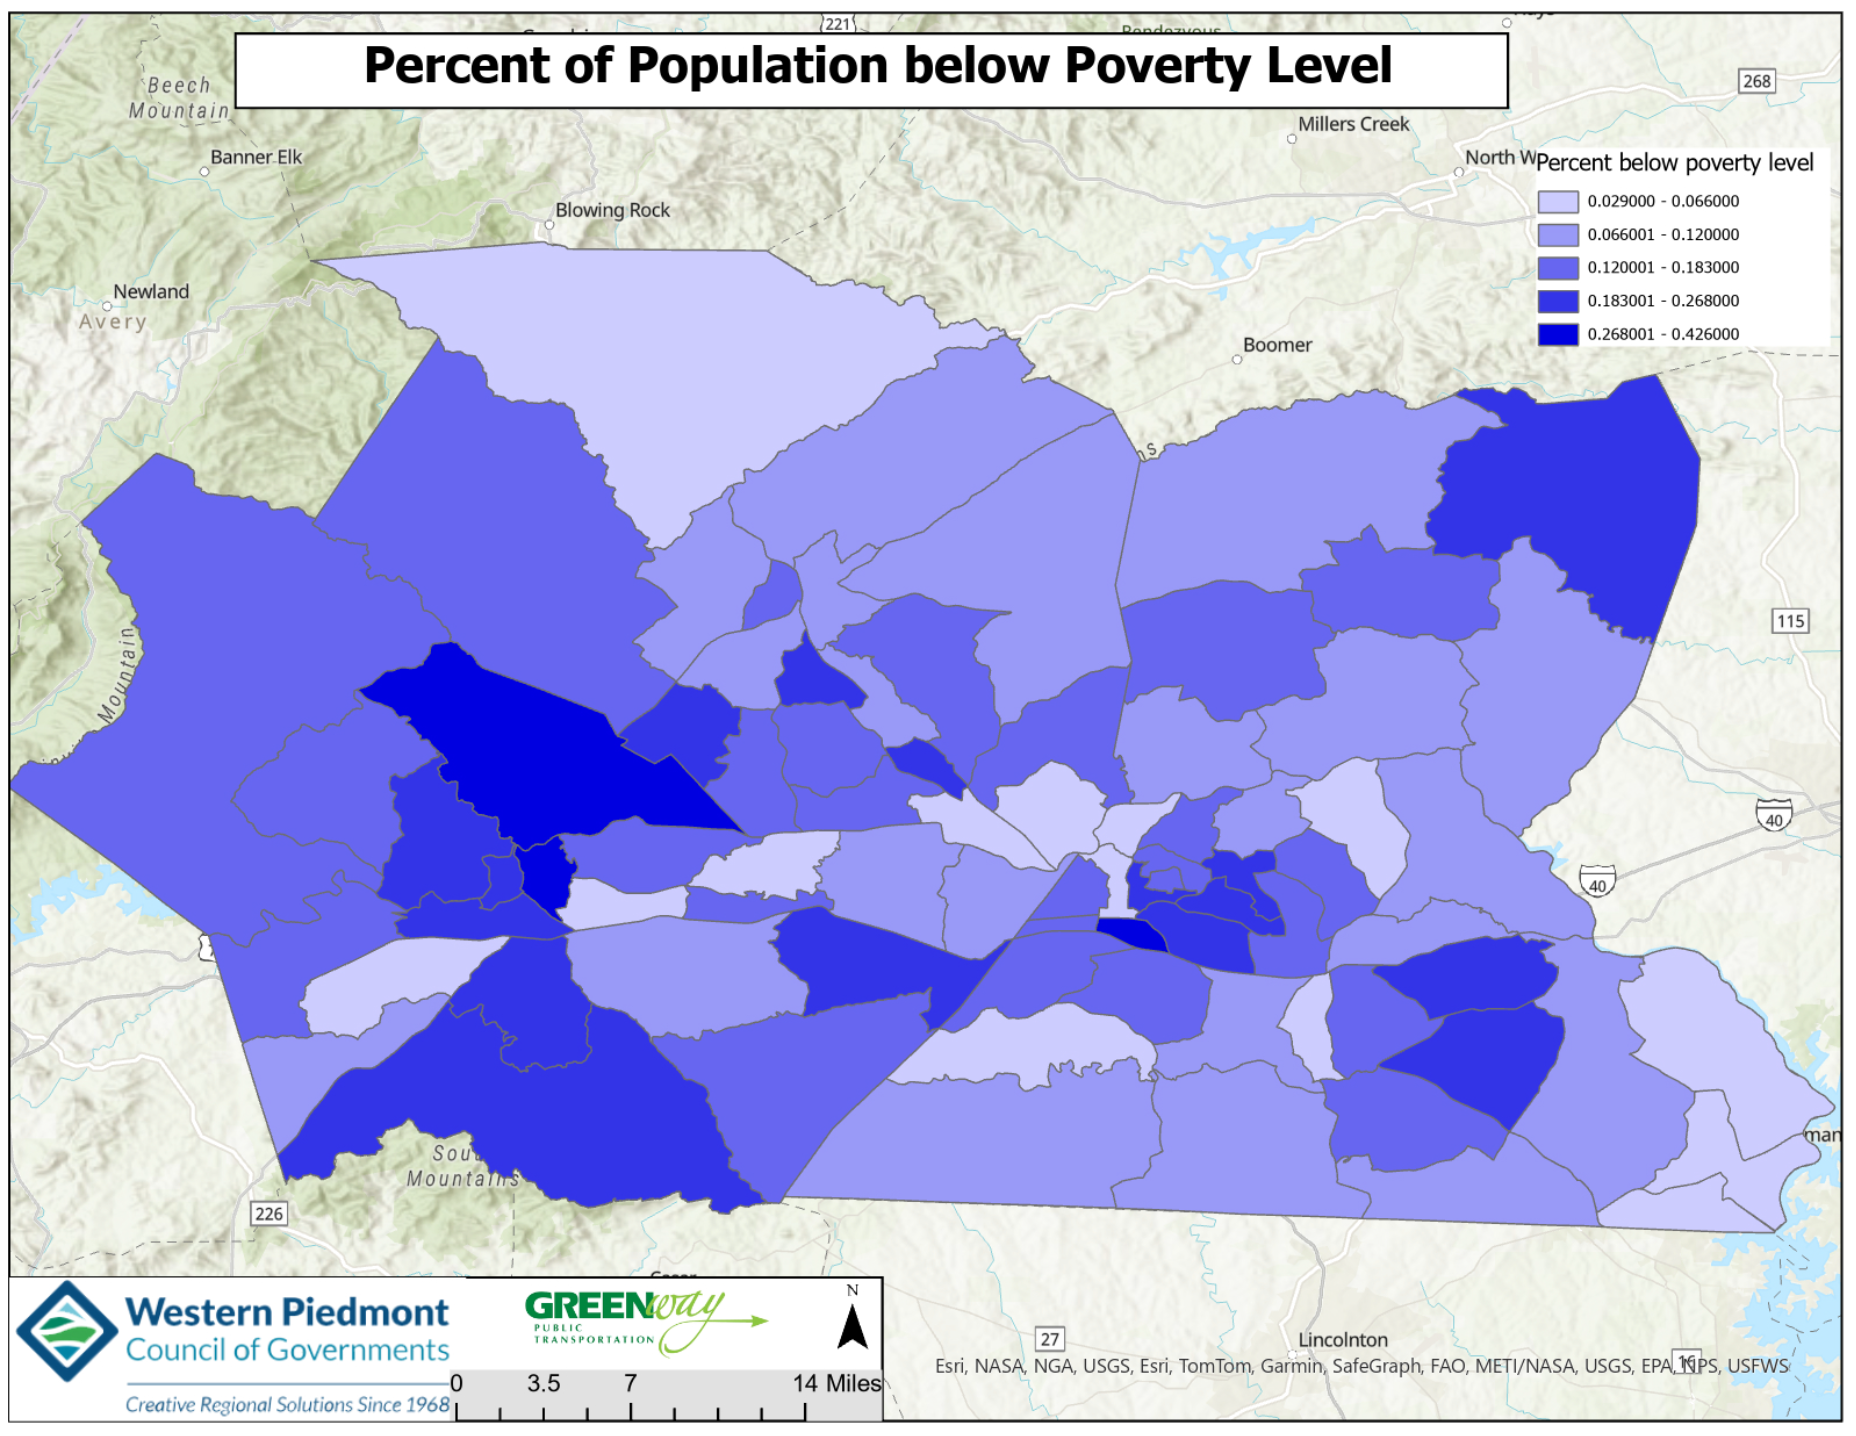 221
Rendezvous
Percent of Population below Poverty Level
268
Beech
Mountain
Millers Creek
Banner Elk
North W
Percent below poverty level
0.029000 - 0.066000
0.066001 - 0.120000
0.120001 - 0.183000
0.183001 - 0.268000
0.268001 - 0.426000
Blowing Rock
Newland
Avery
Boomer
115
Mountain
40
40
man
South
Mountains
226
Western Piedmont
Council of Governments
Creative Regional Solutions Since 1968
GREENway
PUBLIC
TRANSPORTATION
N
0 3.5 7 14 Miles
27
Lincolnton
16
Esri, NASA, NGA, USGS, Esri, TomTom, Garmin, SafeGraph, FAO, METI/NASA, USGS, EPA, NPS, USFWS